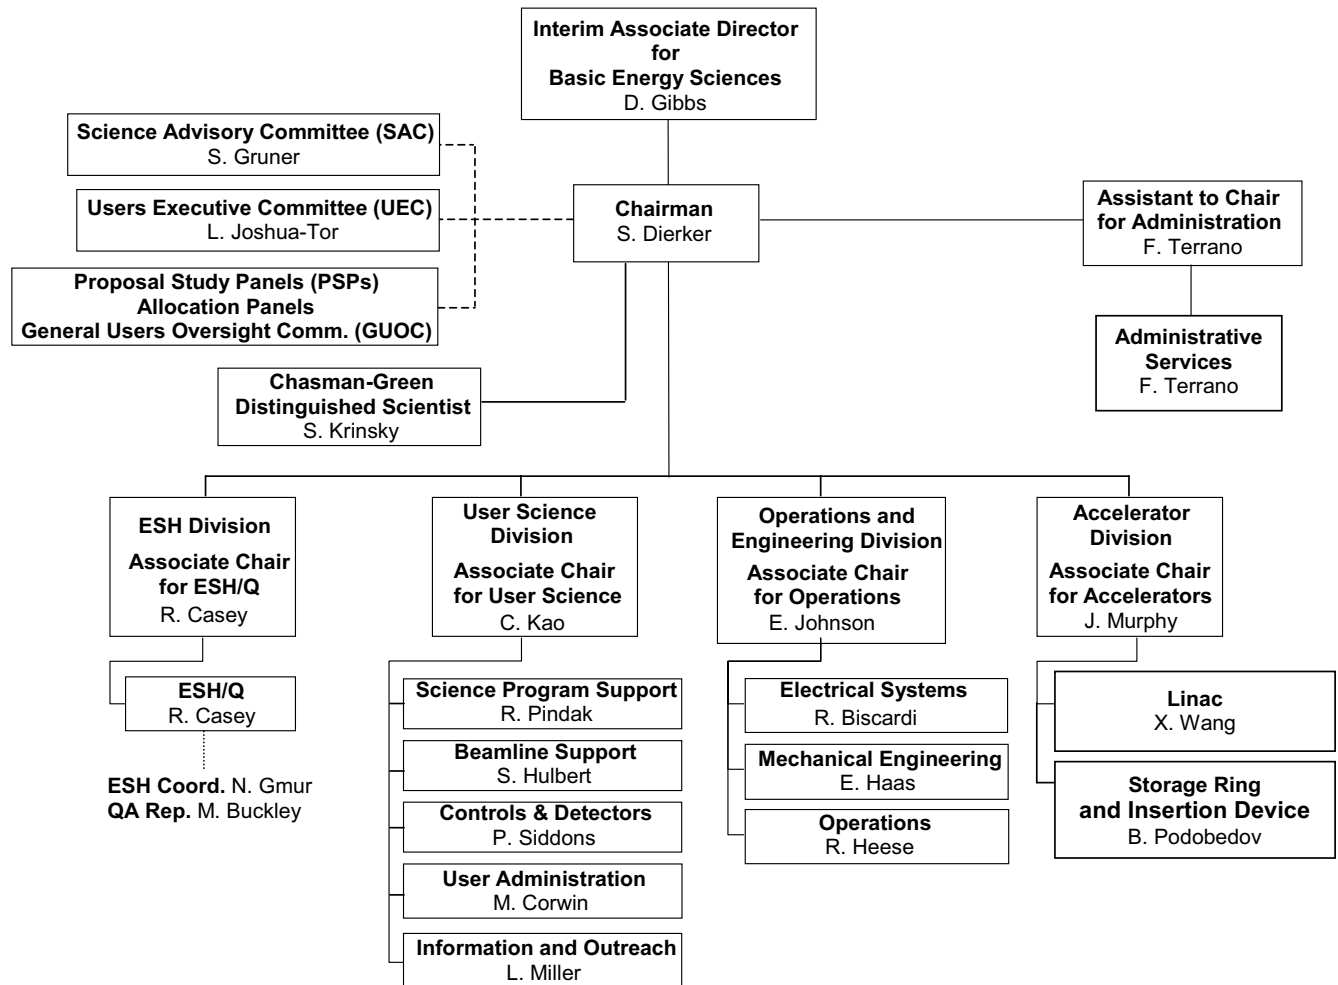 Interim Associate Director
for
Basic Energy Sciences
D. Gibbs
Science Advisory Committee (SAC)
S. Gruner
Users Executive Committee (UEC)
L. Joshua-Tor
Proposal Study Panels (PSPs)
Allocation Panels
General Users Oversight Comm. (GUOC)
Chairman
S. Dierker
Assistant to Chair
for Administration
F. Terrano
Administrative
Services
F. Terrano
Chasman-Green
Distinguished Scientist
S. Krinsky
ESH Division
Associate Chair
for ESH/Q
R. Casey
ESH/Q
R. Casey
ESH Coord. N. Gmur
QA Rep. M. Buckley
User Science
Division
Associate Chair
for User Science
C. Kao
Science Program Support
R. Pindak
Beamline Support
S. Hulbert
Controls & Detectors
P. Siddons
User Administration
M. Corwin
Information and Outreach
L. Miller
Operations and
Engineering Division
Associate Chair
for Operations
E. Johnson
Electrical Systems
R. Biscardi
Mechanical Engineering
E. Haas
Operations
R. Heese
Accelerator
Division
Associate Chair
for Accelerators
J. Murphy
Linac
X. Wang
Storage Ring
and Insertion Device
B. Podobedov